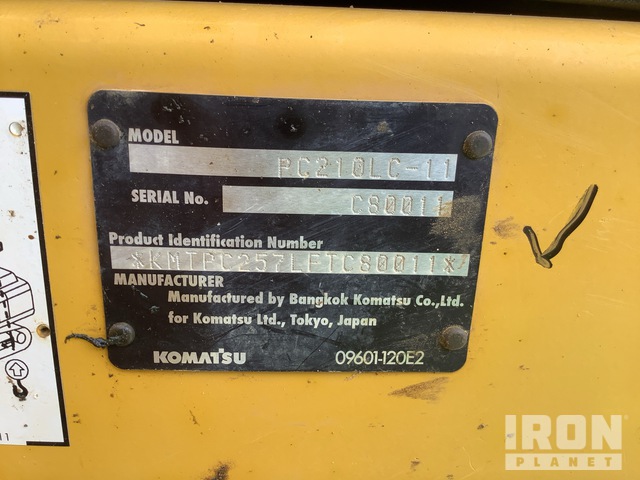 MODEL
PC210LC-11
SERIAL No.
C80011
Product Identification Number
*KMTPC257LFTC80011*
MANUFACTURER
Manufactured by Bangkok Komatsu Co.,Ltd.
for Komatsu Ltd., Tokyo, Japan
KOMATSU
09601-120E2
IRON
PLANET